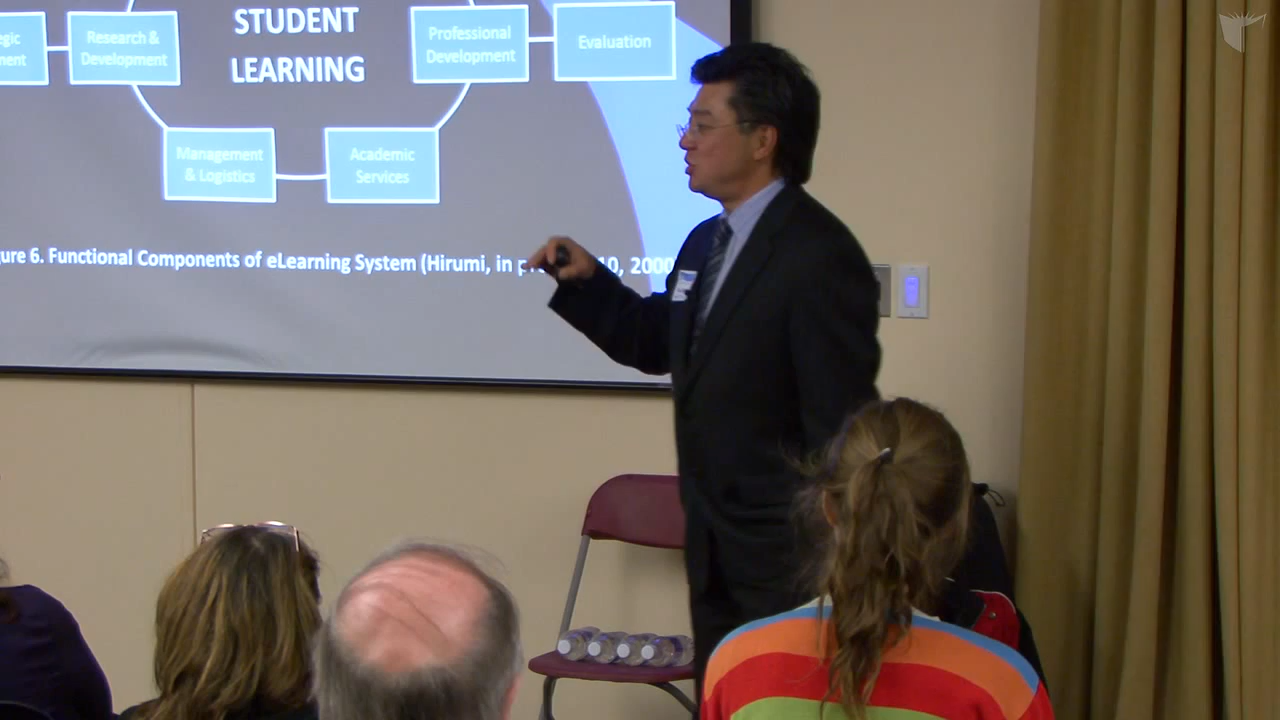 STUDENT
LEARNING
Research &
Development
Professional
Development
Evaluation
Management
& Logistics
Academic
Services
6. Functional Components of eLearning System (Hirumi, in 10, 2000